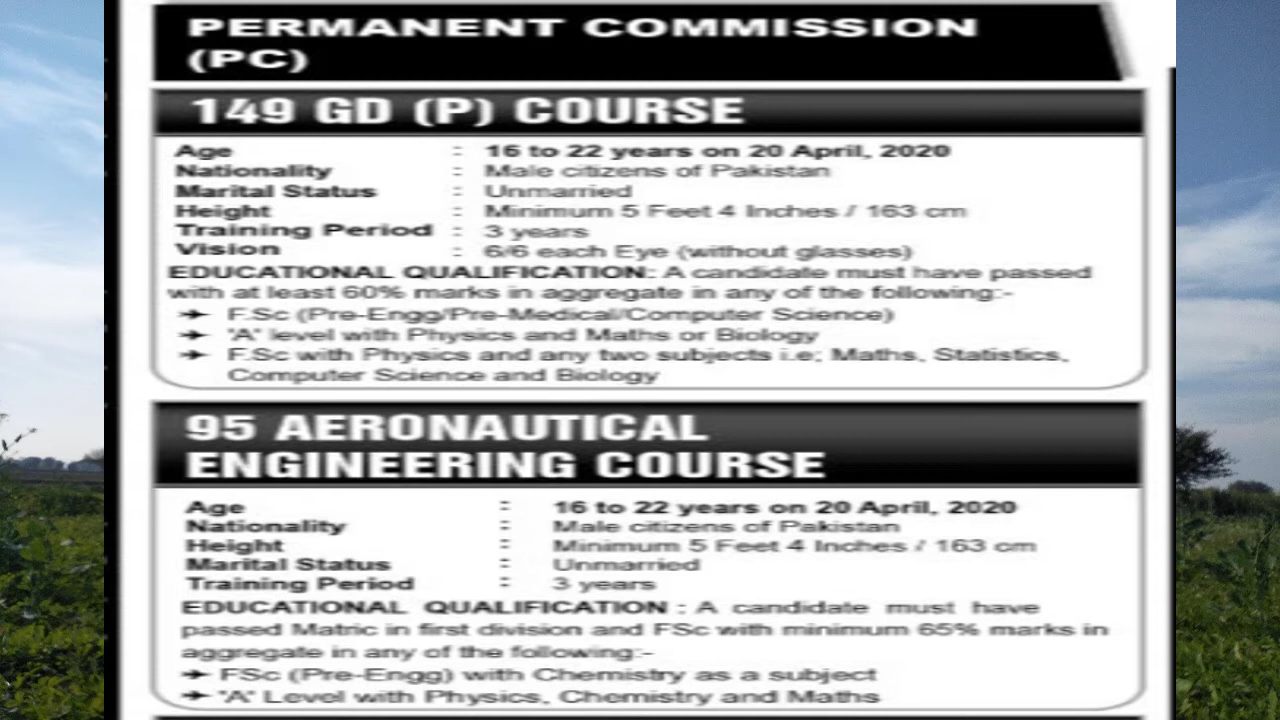 PERMANENT COMMISSION
(PC)
149 GD (P) COURSE
Age : 16 to 22 years on 20 April, 2020
Nationality : Male citizens of Pakistan
Marital Status : Unmarried
Height : Minimum 5 Feet 4 Inches / 163 cm
Training Period : 3 years
Vision : 6/6 each Eye (without glasses)
EDUCATIONAL QUALIFICATION: A candidate must have passed
with at least 60% marks in aggregate in any of the following:-
➔ F.Sc (Pre-Engg/Pre-Medical/Computer Science)
➔ 'A' level with Physics and Maths or Biology
➔ F.Sc with Physics and any two subjects i.e; Maths, Statistics,
Computer Science and Biology
95 AERONAUTICAL
ENGINEERING COURSE
Age : 16 to 22 years on 20 April, 2020
Nationality : Male citizens of Pakistan
Height : Minimum 5 Feet 4 Inches / 163 cm
Marital Status : Unmarried
Training Period : 3 years
EDUCATIONAL QUALIFICATION : A candidate must have
passed Matric in first division and FSc with minimum 65% marks in
aggregate in any of the following:-
➔ FSc (Pre-Engg) with Chemistry as a subject
➔ 'A' Level with Physics, Chemistry and Maths